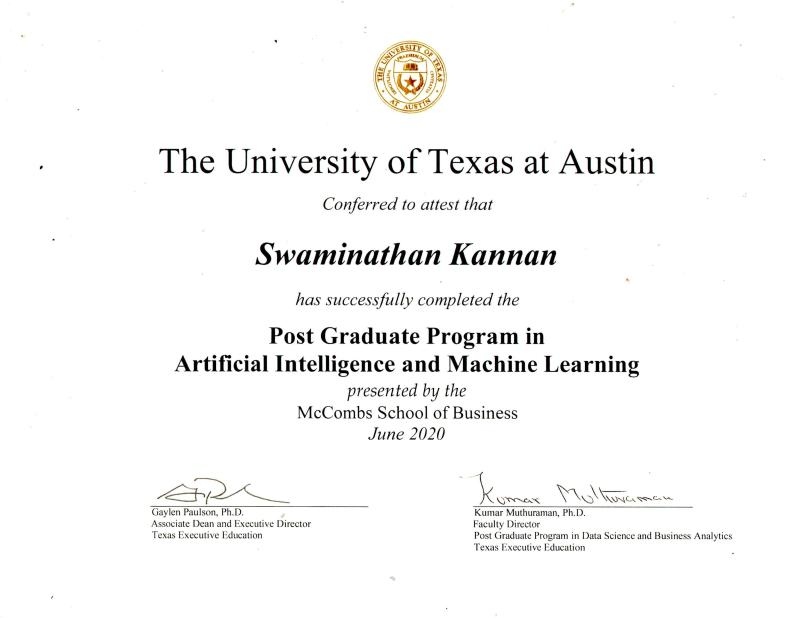 THE UNIVERSITY OF TEXAS
AT AUSTIN
The University of Texas at Austin
Conferred to attest that
Swaminathan Kannan
has successfully completed the
Post Graduate Program in
Artificial Intelligence and Machine Learning
presented by the
McCombs School of Business
June 2020
Kumar Muthuraman
Gaylen Paulson, Ph.D.
Associate Dean and Executive Director
Texas Executive Education
Kumar Muthuraman, Ph.D.
Faculty Director
Post Graduate Program in Data Science and Business Analytics
Texas Executive Education